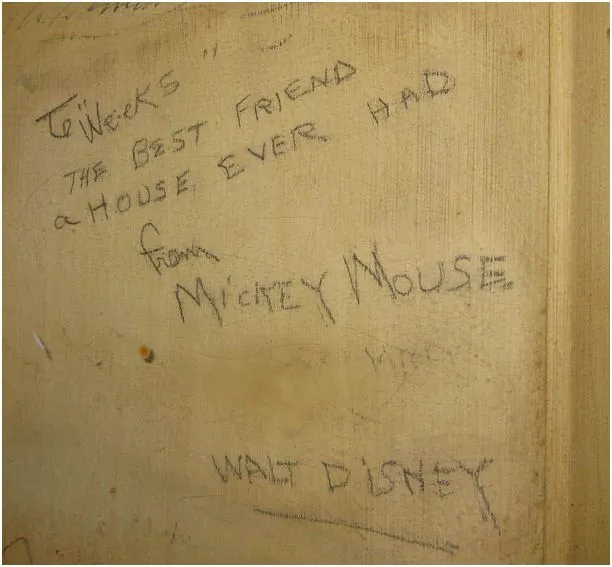 To "Weeks"
THE BEST FRIEND
a HOUSE EVER HAD
from
MICKEY MOUSE
WALT DISNEY